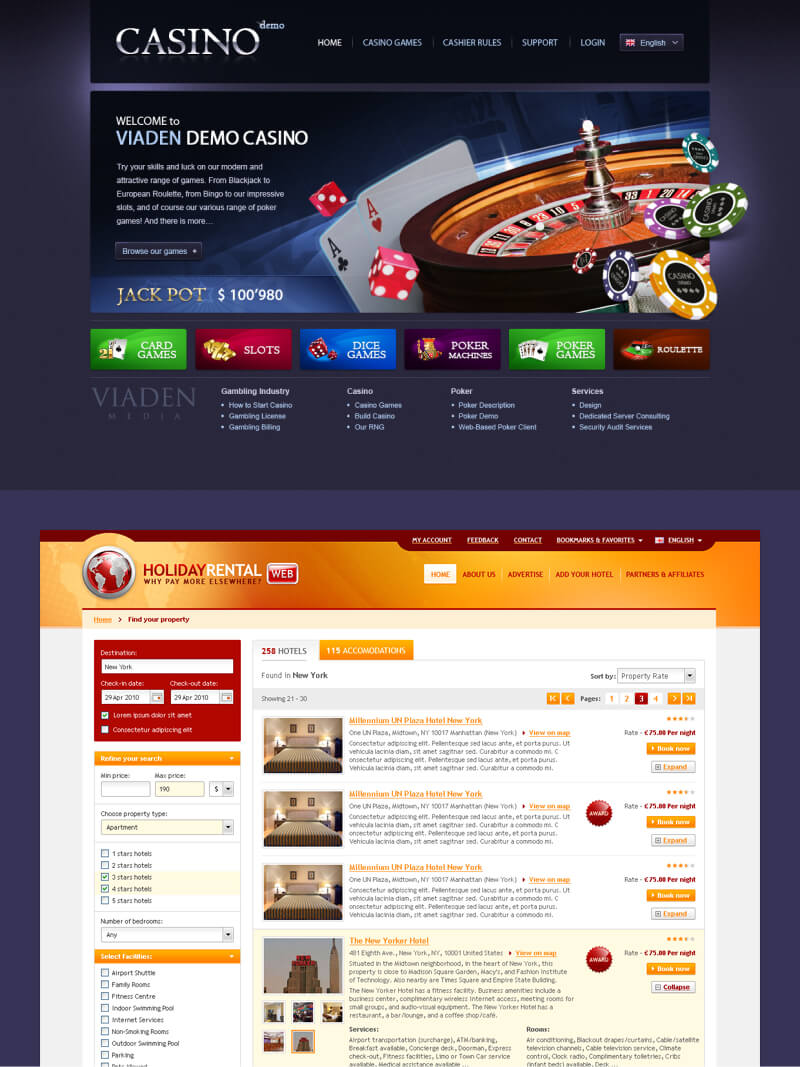 CASINO demo
HOME CASINO GAMES CASHIER RULES SUPPORT LOGIN English
WELCOME to
VIADEN DEMO CASINO
Try your skills and luck on our modern and
attractive range of games. From Blackjack to
European Roulette, from Bingo to our impressive
slots, and of course our various range of poker
games! And there is more....
Browse our games
JACK POT $ 100'980
CARD GAMES
SLOTS
DICE GAMES
POKER MACHINES
POKER GAMES
ROULETTE
VIADEN
MEDIA
Gambling Industry
How to Start Casino
Gambling License
Gambling Billing
Casino
Casino Games
Build Casino
Our RNG
Poker
Poker Description
Poker Demo
Web-Based Poker Client
Services
Design
Dedicated Server Consulting
Security Audit Services
MY ACCOUNT FEEDBACK CONTACT BOOKMARKS & FAVORITES ENGLISH
HOLIDAYRENTAL WEB
WHY PAY MORE ELSEWHERE?
HOME ABOUT US ADVERTISE ADD YOUR HOTEL PARTNERS & AFFILIATES
Home > Find your property
Destination:
New York
Check-in date: Check-out date:
29 Apr 2010 29 Apr 2010
Lorem ipsum dolor sit amet
Consectetur adipiscing elit
Refine your search
Min price: Max price:
190 $
Choose property type:
Apartment
1 stars hotels
2 stars hotels
3 stars hotels
4 stars hotels
5 stars hotels
Number of bedrooms:
Any
Select Facilities:
Airport Shuttle
Family Rooms
Fitness Centre
Indoor Swimming Pool
Internet Services
Non-Smoking Rooms
Outdoor Swimming Pool
Parking
258 HOTELS 115 ACCOMODATIONS
Found in New York
Sort by: Property Rate
Showing 21 - 30
Pages: 1 2 3 4
Millennium UN Plaza Hotel New York
One UN Plaza, Midtown, NY 10017 Manhattan (New York) View on map
Consectetur adipiscing elit. Pellentesque sed lacus ante, et porta purus. Ut
vehicula lacinia diam, sit amet sagittis sed. Curabitur a commodo mi.
Rate - €75.00 Per night
Book now
Expand
Millennium UN Plaza Hotel New York
One UN Plaza, Midtown, NY 10017 Manhattan (New York) View on map
Consectetur adipiscing elit. Pellentesque sed lacus ante, et porta purus. Ut
vehicula lacinia diam, sit amet sagitnar sed. Curabitur a commodo mi. C
onsectetur adipiscing elit. Pellentesque sed lacus ante, et porta purus.
Vehicula lacinia diam, sit amet sagitnar sed. Curabitur a commodo mi.
AWARD
Rate - €75.00 Per night
Book now
Expand
Millennium UN Plaza Hotel New York
One UN Plaza, Midtown, NY 10017 Manhattan (New York) View on map
Consectetur adipiscing elit. Pellentesque sed lacus ante, et porta purus. Ut
vehicula lacinia diam, sit amet sagitnar sed. Curabitur a commodo mi. C
onsectetur adipiscing elit. Pellentesque sed lacus ante, et porta purus.
Vehicula lacinia diam, sit amet sagitnar sed. Curabitur a commodo mi.
Rate - €75.00 Per night
Book now
Expand
The New Yorker Hotel
481 Eighth Ave., New York, NY, 10001 United States View on map
Situated in the Midtown neighborhood, in the heart of New York, this
property is close to Madison Square Garden, Macy's, and Fashion Institute
of Technology. Also nearby are Times Square and Empire State Building.
The New Yorker Hotel has a fitness facility. Business amenities include a
business center, complimentary wireless Internet access, meeting rooms for
small groups, and audio-visual equipment. The New Yorker Hotel has a
restaurant, a bar/lounge, and a coffee shop/café.
AWARD
Rate - €75.00 Per night
Book now
Collapse
Services:
Airport transportation (surcharge), ATM/banking,
Breakfast available, Concierge desk, Doorman, Express
check-out, Fitness facilities, Limo or Town Car service
available, Medical assistance available ...
Rooms:
Air conditioning, Blackout drapes/curtains, Cable/satellite
television channels, Cable television service, Climate
control, Clock radio, Complimentary toiletries, Cribs
(infant beds) available, Desk, ...